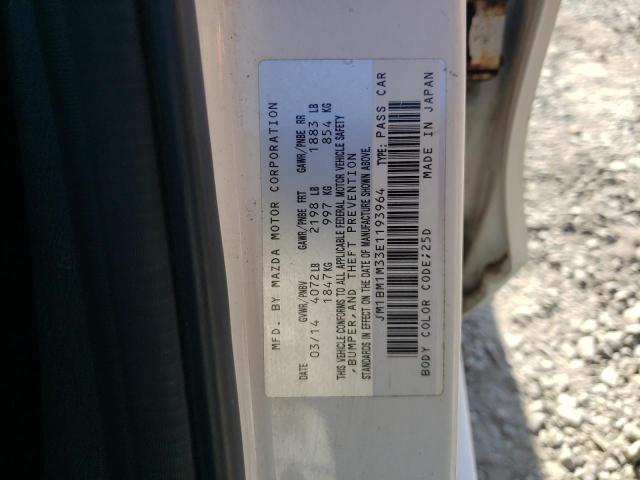 MFD. BY MAZDA MOTOR CORPORATION
DATE GVWR/PNBV GAWR/PNBE FRT GAWR/PNBE RR
03/14 4072LB 2198 LB 1883 LB
1847KG 997 KG 854 KG
THIS VEHICLE CONFORMS TO ALL APPLICABLE FEDERAL MOTOR VEHICLE SAFETY
,BUMPER,AND THEFT PREVENTION
STANDARDS IN EFFECT ON THE DATE OF MANUFACTURE SHOWN ABOVE.
JM1BM1M33E1193964 TYPE: PASS CAR
BODY COLOR CODE;25D MADE IN JAPAN